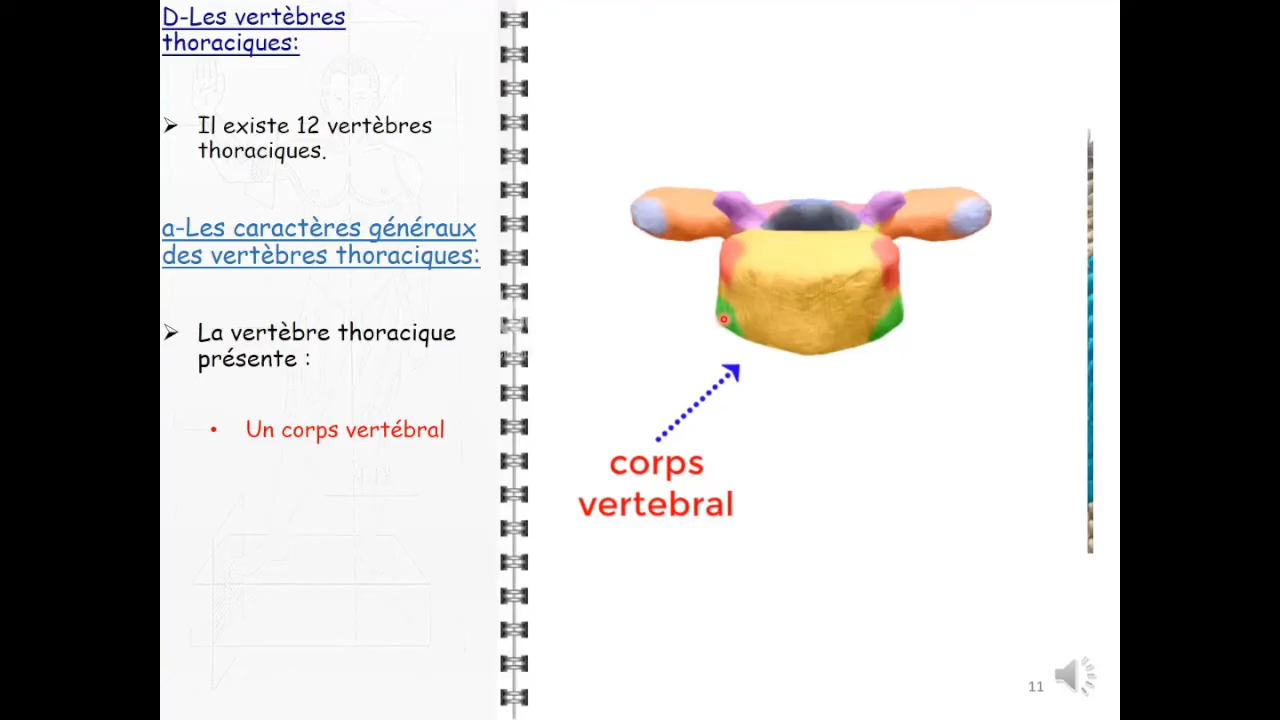 D-Les vertèbres
thoraciques:
➢ Il existe 12 vertèbres
thoraciques.
a-Les caractères généraux
des vertèbres thoraciques:
➢ La vertèbre thoracique
présente :
• Un corps vertébral
corps
vertebral
11